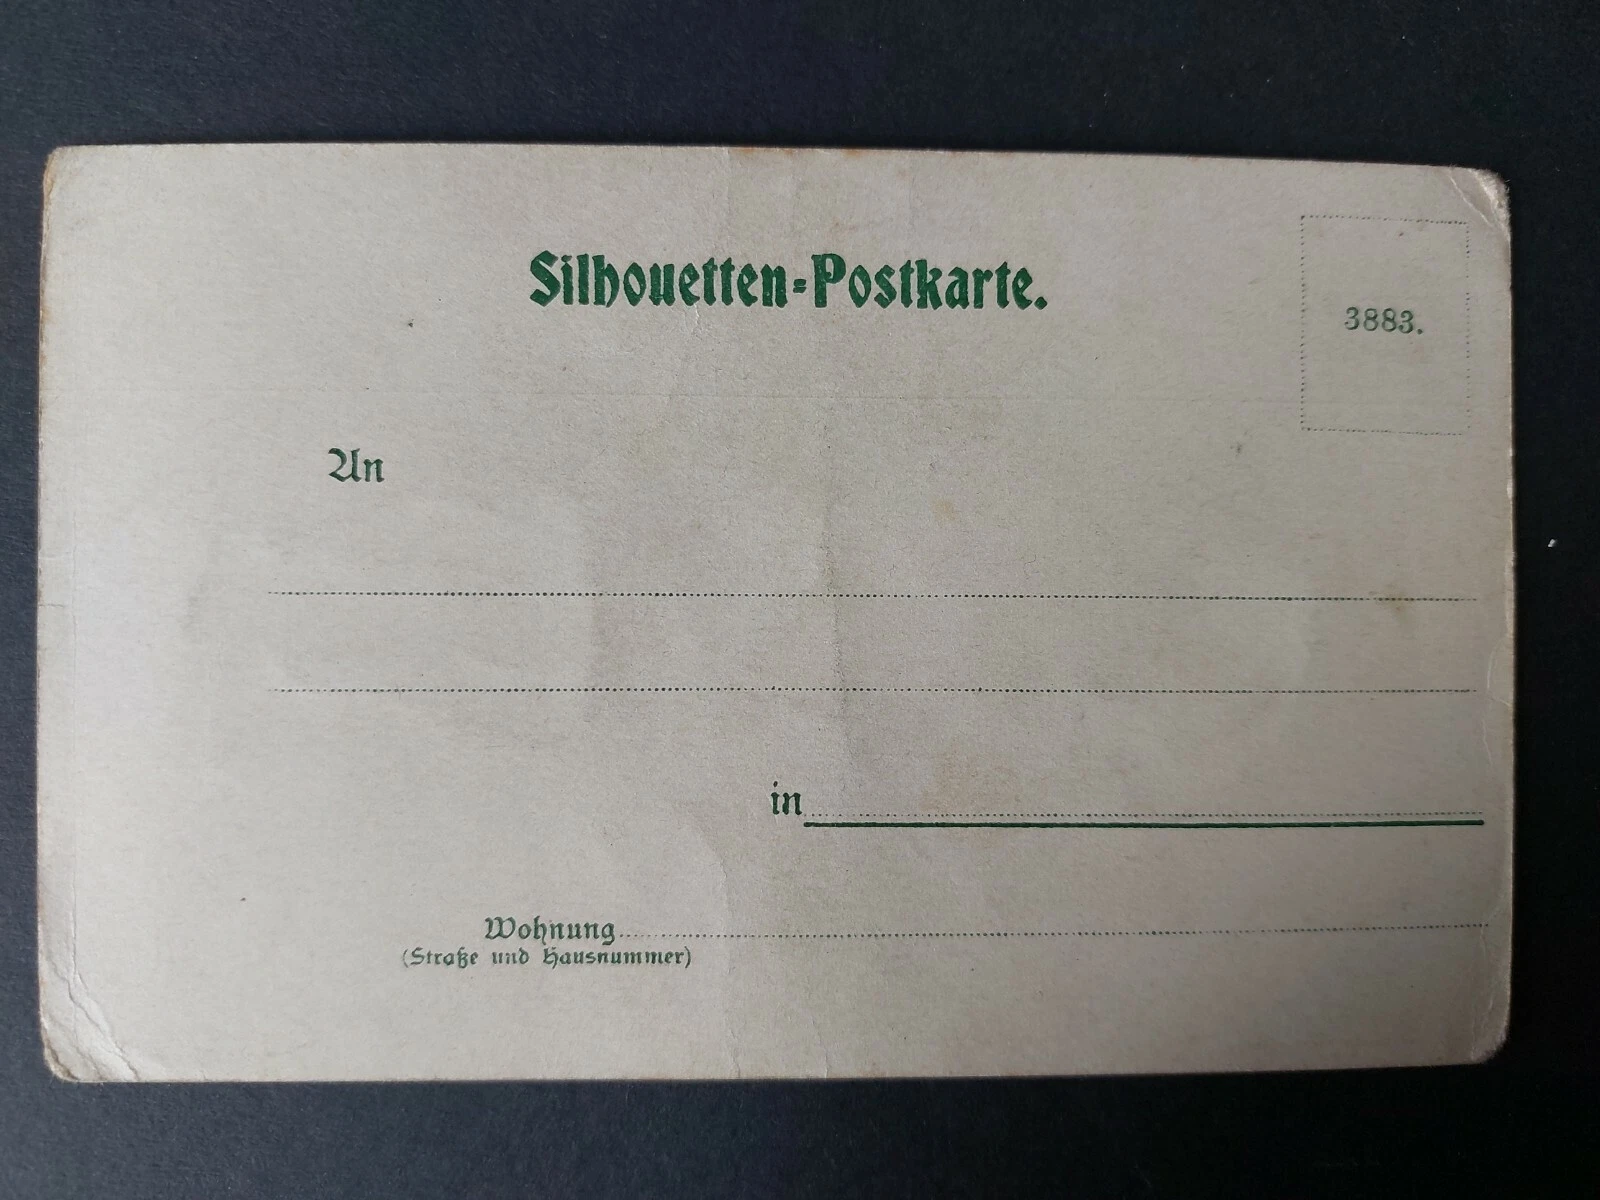 Silhouetten-Postkarte.
3883.
An
in
Wohnung
(Straße und Hausnummer)